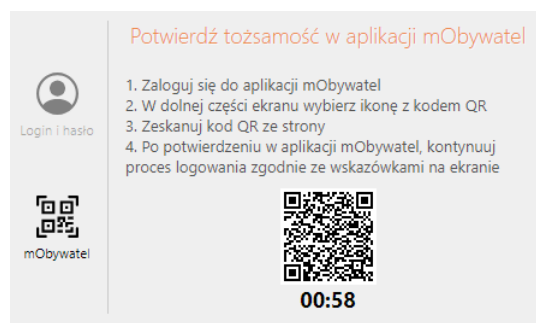 Potwierdź tożsamość w aplikacji mObywatel
1. Zaloguj się do aplikacji mObywatel
2. W dolnej części ekranu wybierz ikonę z kodem QR
3. Zeskanuj kod QR ze strony
4. Po potwierdzeniu w aplikacji mObywatel, kontynuuj
proces logowania zgodnie ze wskazówkami na ekranie
Login i hasło
mObywatel
00:58